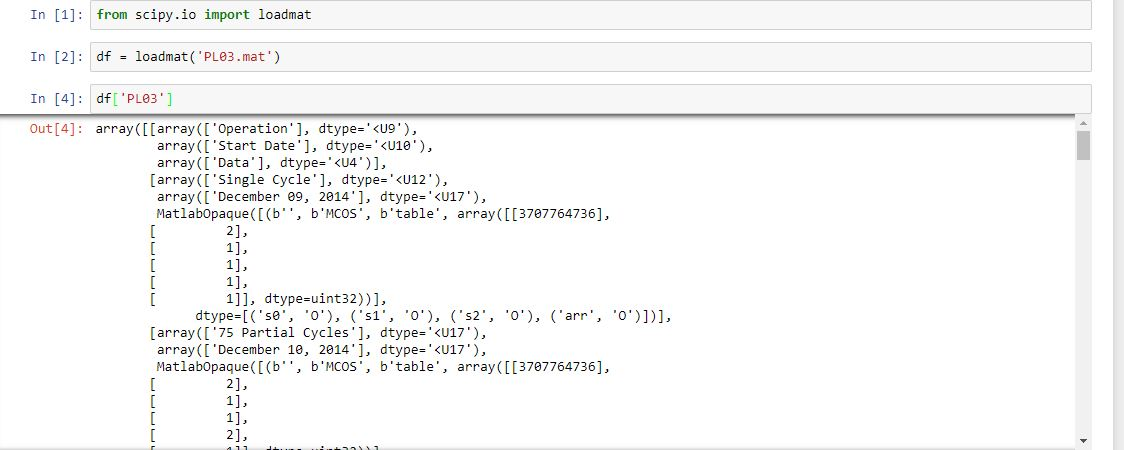 In [1]: from scipy.io import loadmat
In [2]: df = loadmat('PL03.mat')
In [4]: df['PL03']
Out[4]: array([[array(['Operation'], dtype='<U9'),
array(['Start Date'], dtype='<U10'),
array(['Data'], dtype='<U4')],
[array(['Single Cycle'], dtype='<U12'),
array(['December 09, 2014'], dtype='<U17'),
MatlabOpaque([(b'', b'MCOS', b'table', array([[3707764736],
[ 2],
[ 1],
[ 1],
[ 1],
[ 1]], dtype=uint32))],
dtype=[('s0', 'O'), ('s1', 'O'), ('s2', 'O'), ('arr', 'O')])],
[array(['75 Partial Cycles'], dtype='<U17'),
array(['December 10, 2014'], dtype='<U17'),
MatlabOpaque([(b'', b'MCOS', b'table', array([[3707764736],
[ 2],
[ 1],
[ 1],
[ 2],
[ 1]], dtype=uint32))],